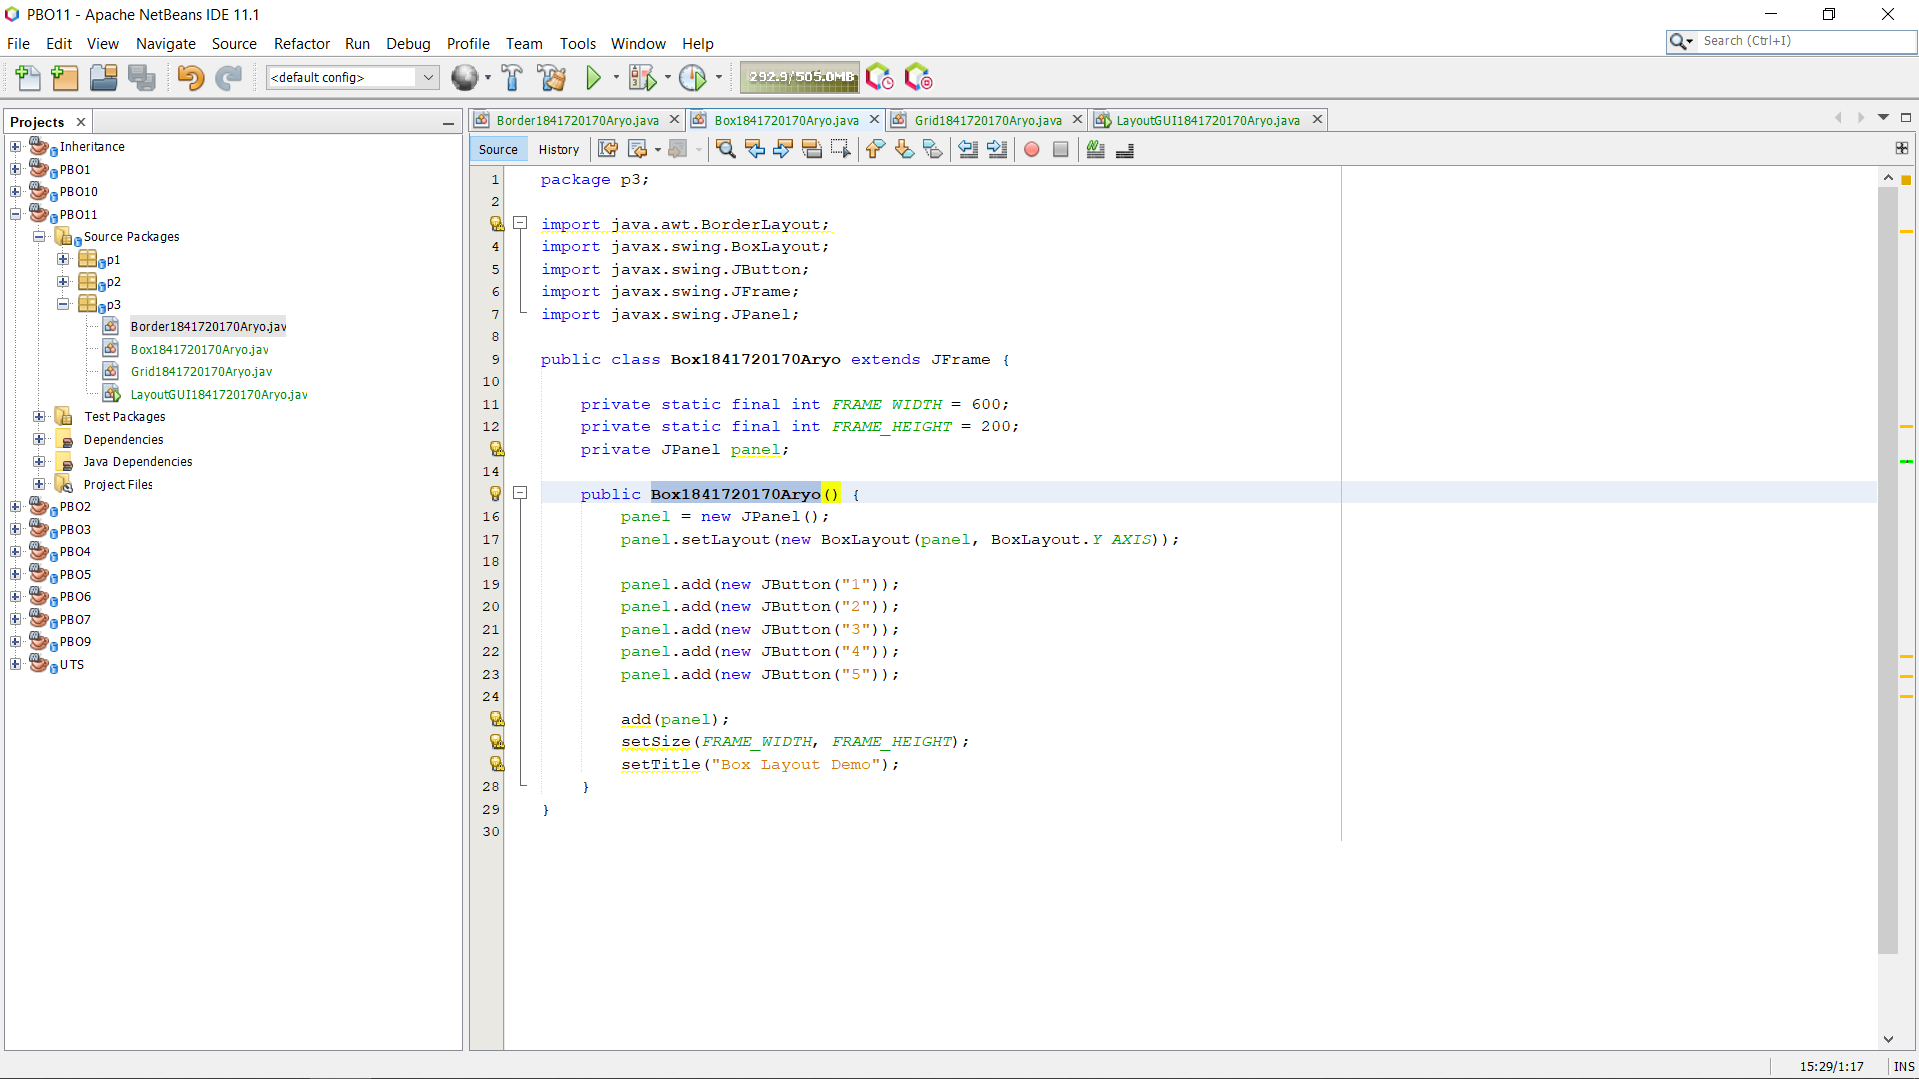 PBO11 - Apache NetBeans IDE 11.1
File Edit View Navigate Source Refactor Run Debug Profile Team Tools Window Help
Search (Ctrl+I)
<default config>
292.9/505.0MB
Projects
Border1841720170Aryo.java Box1841720170Aryo.java Grid1841720170Aryo.java LayoutGUI1841720170Aryo.java
Source History
Inheritance
PBO1
PBO10
PBO11
Source Packages
p1
p2
p3
Border1841720170Aryo.jav
Box1841720170Aryo.jav
Grid1841720170Aryo.jav
LayoutGUI1841720170Aryo.jav
Test Packages
Dependencies
Java Dependencies
Project Files
PBO2
PBO3
PBO4
PBO5
PBO6
PBO7
PBO9
UTS
1 package p3;
2
import java.awt.BorderLayout;
4 import javax.swing.BoxLayout;
5 import javax.swing.JButton;
6 import javax.swing.JFrame;
7 import javax.swing.JPanel;
8
9 public class Box1841720170Aryo extends JFrame {
10
11 private static final int FRAME_WIDTH = 600;
12 private static final int FRAME_HEIGHT = 200;
private JPanel panel;
14
public Box1841720170Aryo() {
16 panel = new JPanel();
17 panel.setLayout(new BoxLayout(panel, BoxLayout.Y_AXIS));
18
19 panel.add(new JButton("1"));
20 panel.add(new JButton("2"));
21 panel.add(new JButton("3"));
22 panel.add(new JButton("4"));
23 panel.add(new JButton("5"));
24
add(panel);
setSize(FRAME_WIDTH, FRAME_HEIGHT);
setTitle("Box Layout Demo");
28 }
29 }
30
15:29/1:17 INS